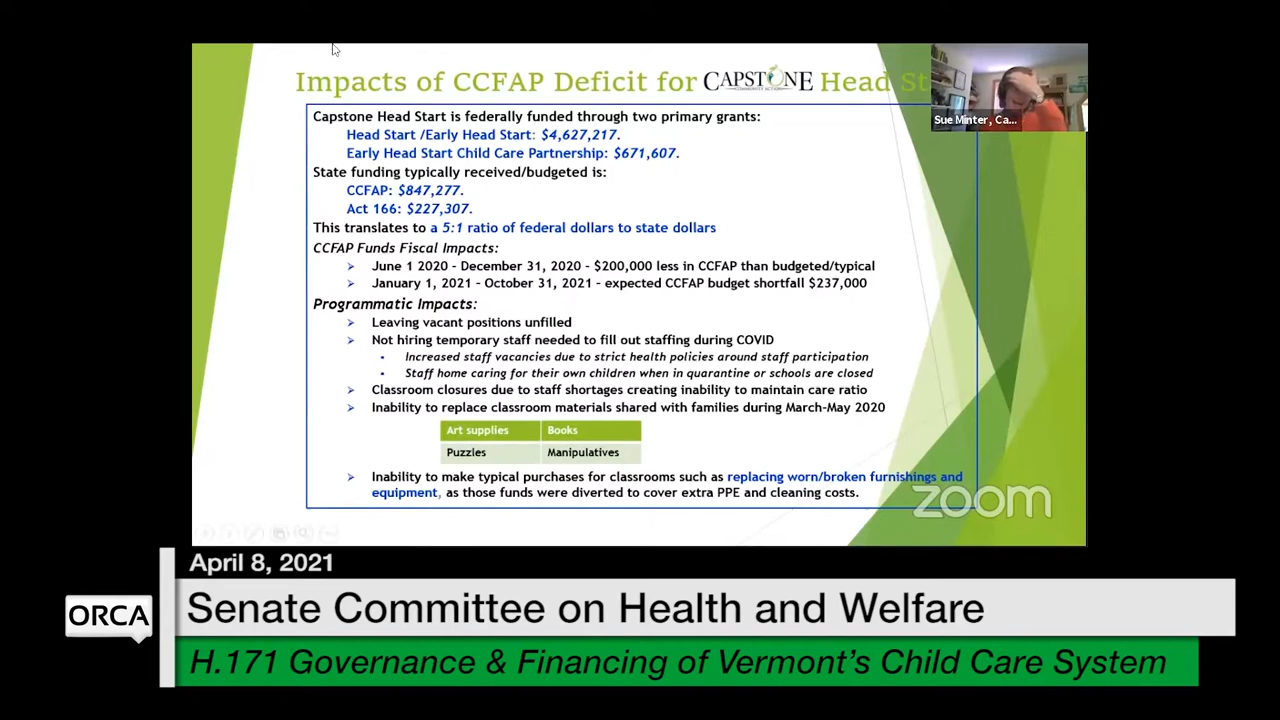 Impacts of CCFAP Deficit for CAPSTONE Head St
COMMUNITY ACTION
Sue Minter, Ca...
Capstone Head Start is federally funded through two primary grants:
Head Start /Early Head Start: $4,627,217.
Early Head Start Child Care Partnership: $671,607.
State funding typically received/budgeted is:
CCFAP: $847,277.
Act 166: $227,307.
This translates to a 5:1 ratio of federal dollars to state dollars
CCFAP Funds Fiscal Impacts:
June 1 2020 – December 31, 2020 – $200,000 less in CCFAP than budgeted/typical
January 1, 2021 – October 31, 2021 – expected CCFAP budget shortfall $237,000
Programmatic Impacts:
Leaving vacant positions unfilled
Not hiring temporary staff needed to fill out staffing during COVID
Increased staff vacancies due to strict health policies around staff participation
Staff home caring for their own children when in quarantine or schools are closed
Classroom closures due to staff shortages creating inability to maintain care ratio
Inability to replace classroom materials shared with families during March-May 2020
Art supplies Books
Puzzles Manipulatives
Inability to make typical purchases for classrooms such as replacing worn/broken furnishings and
equipment, as those funds were diverted to cover extra PPE and cleaning costs.
zoom
April 8, 2021
ORCA
Senate Committee on Health and Welfare
H.171 Governance & Financing of Vermont's Child Care System